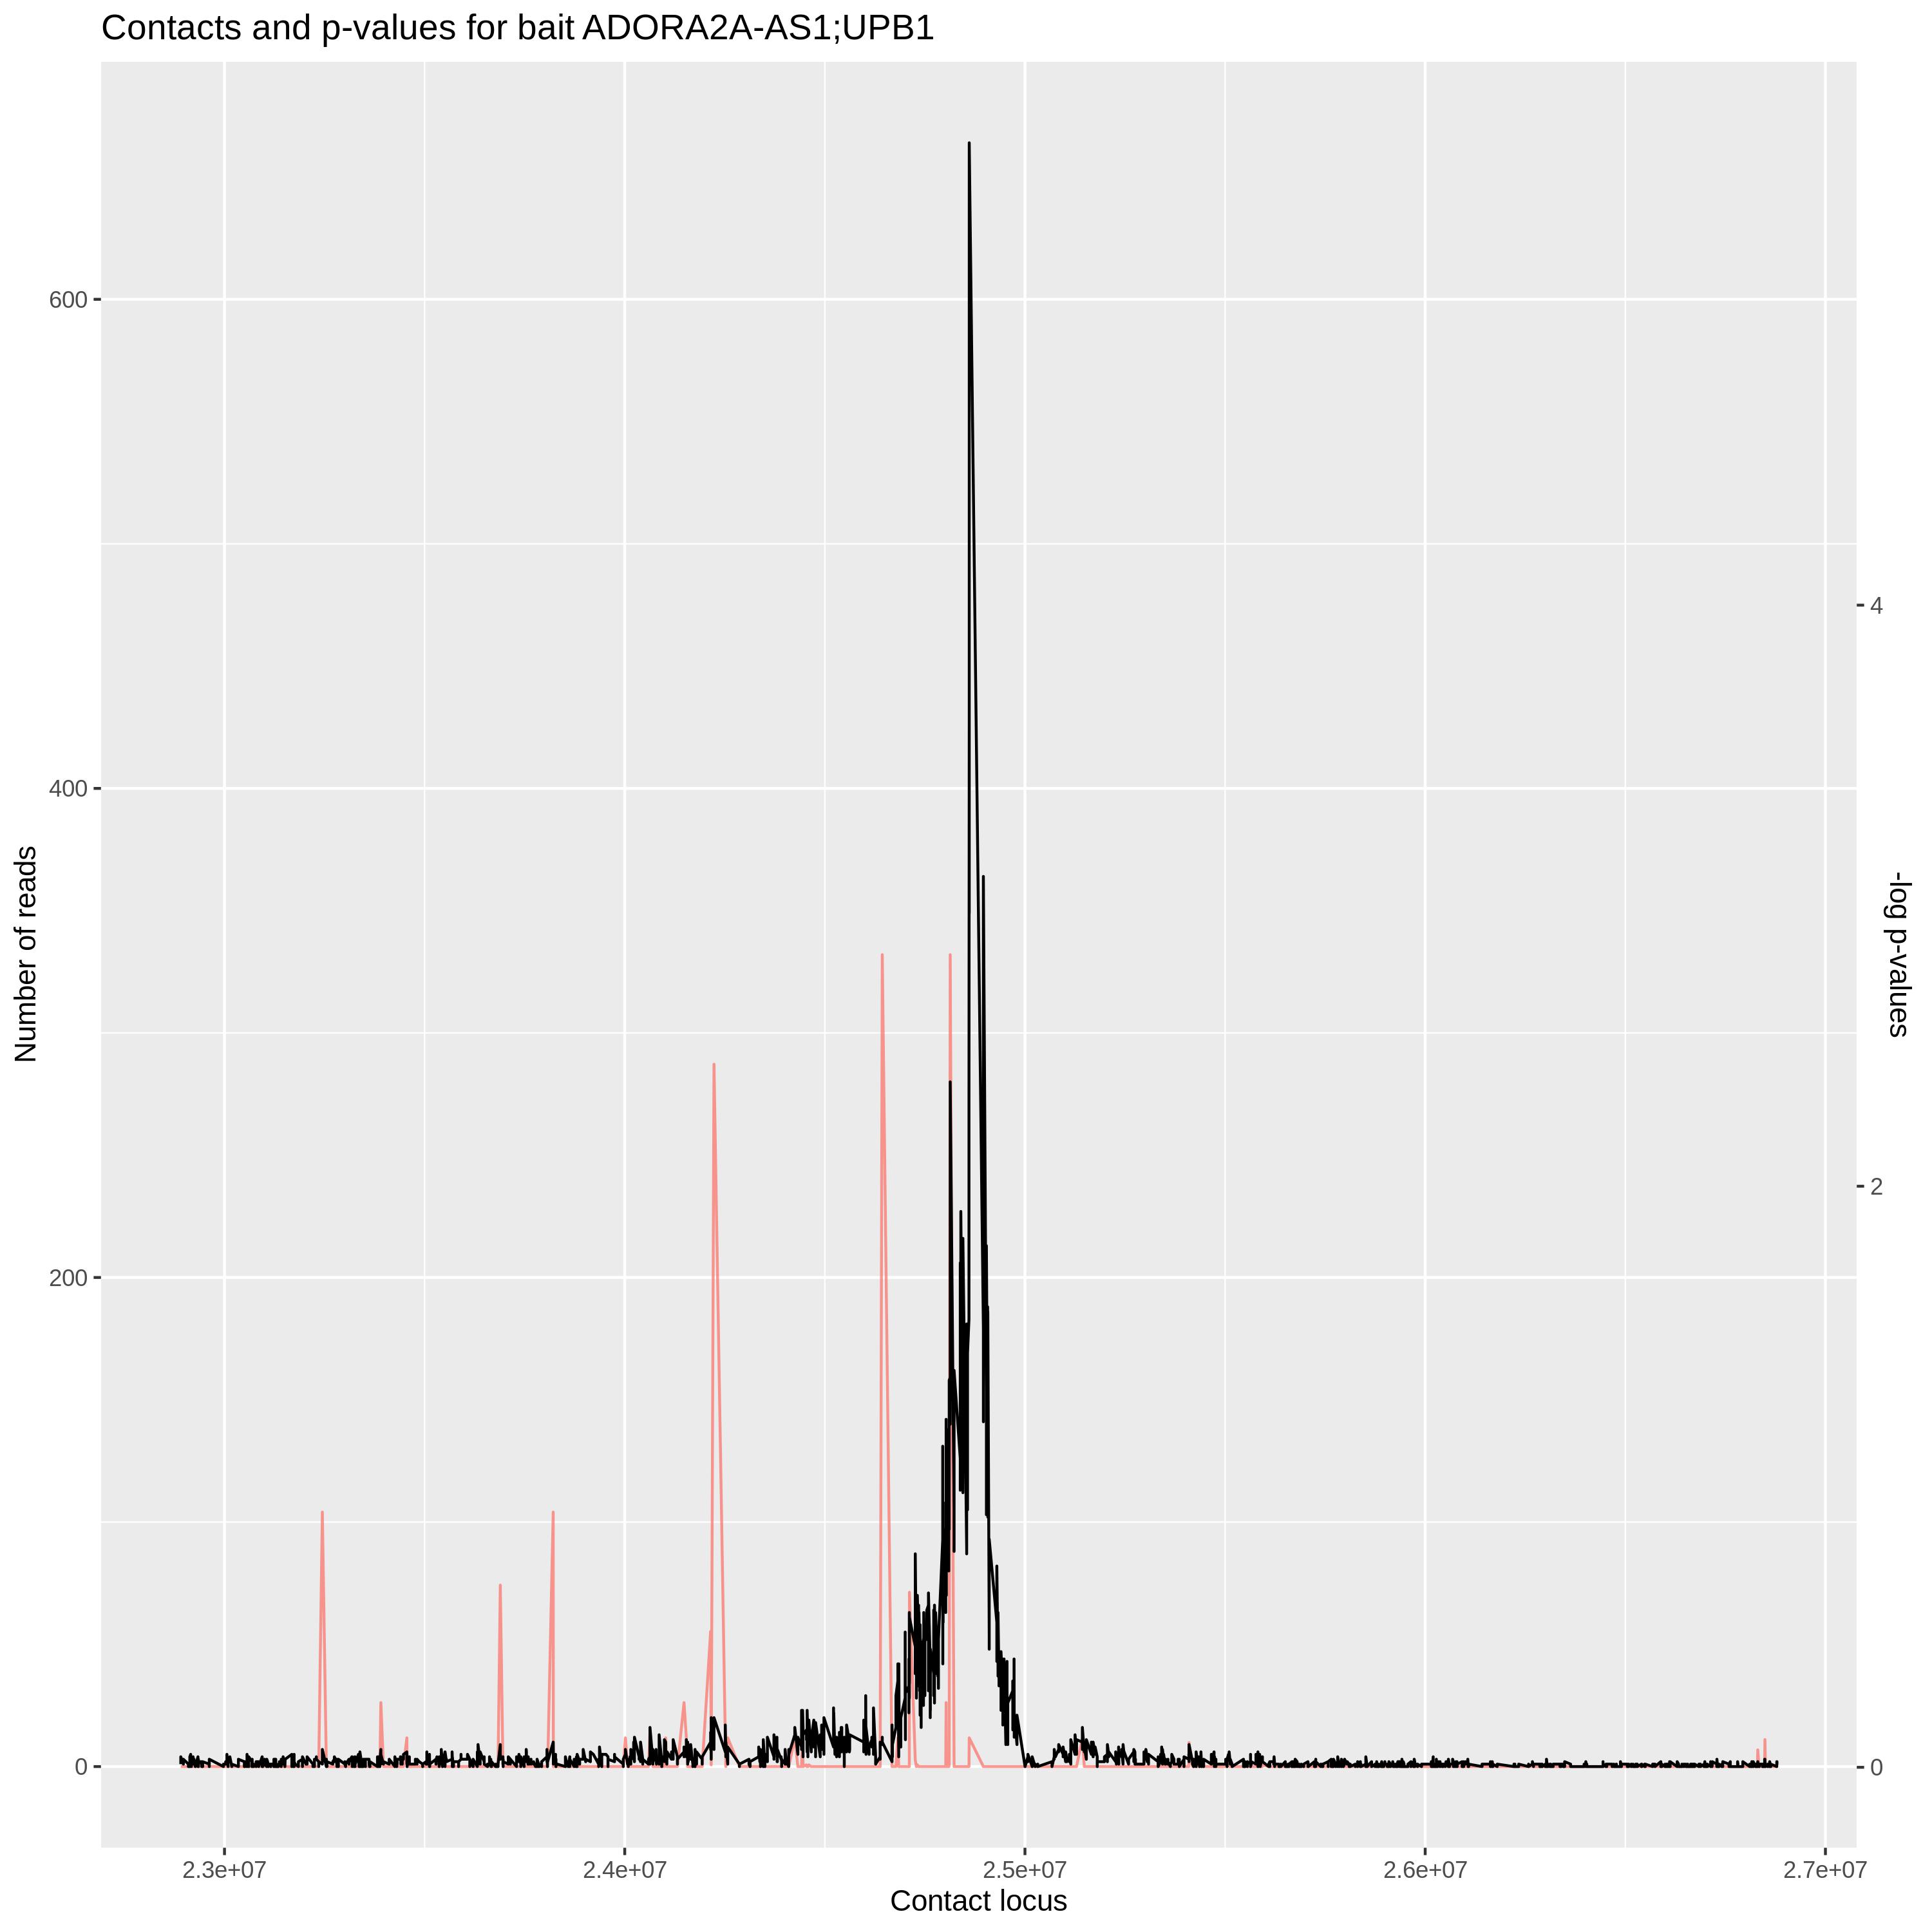 Contacts and p-values for bait ADORA2A-AS1;UPB1
600
400
200
0
Number of reads
4
2
0
-log p-values
2.3e+07
2.4e+07
2.5e+07
2.6e+07
2.7e+07
Contact locus